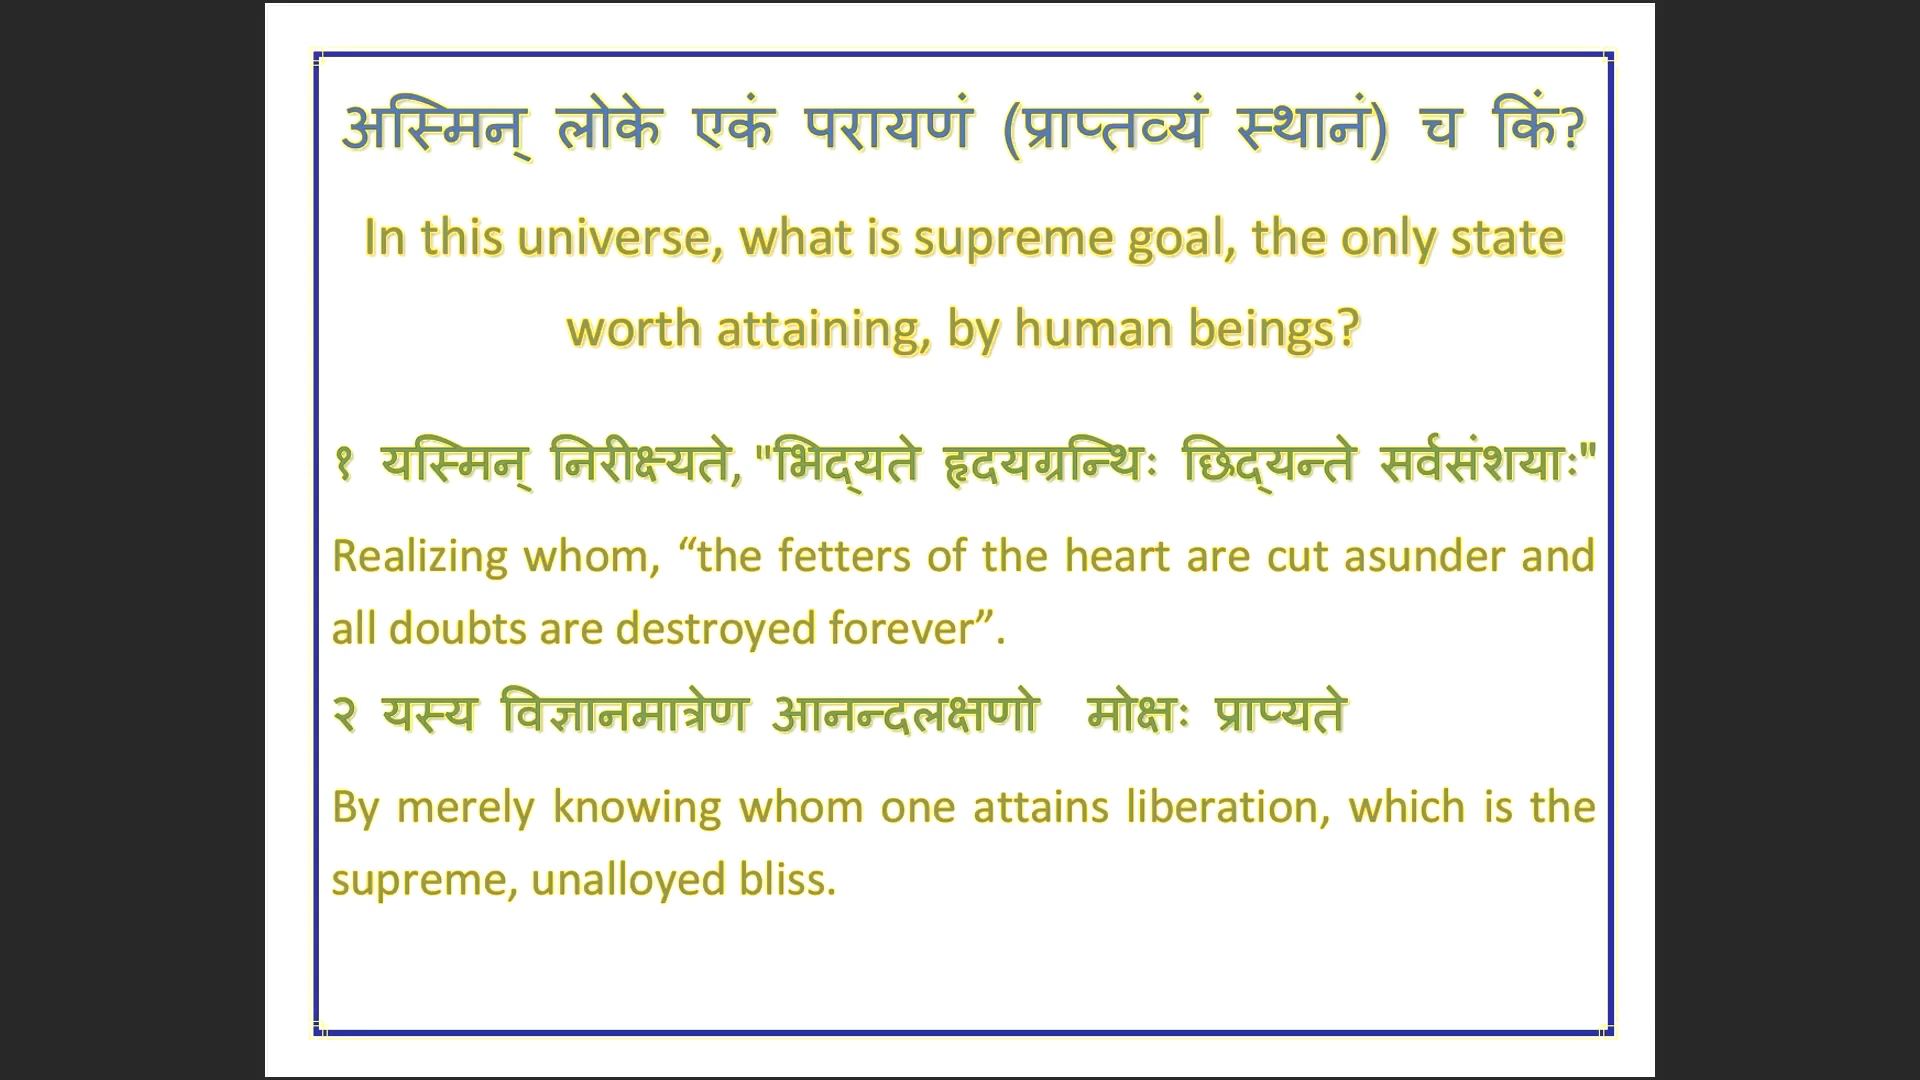 अस्मिन् लोके एकं परायणं (प्राप्तव्यं स्थानं) च किं?
In this universe, what is supreme goal, the only state
worth attaining, by human beings?
१ यस्मिन् निरीक्ष्यते, "भिद्‌यते हृदयग्रन्थिः छिद्‌यन्ते सर्वसंशयाः"
Realizing whom, “the fetters of the heart are cut asunder and
all doubts are destroyed forever”.
२ यस्य विज्ञानमात्रेण आनन्दलक्षणो मोक्षः प्राप्यते
By merely knowing whom one attains liberation, which is the
supreme, unalloyed bliss.